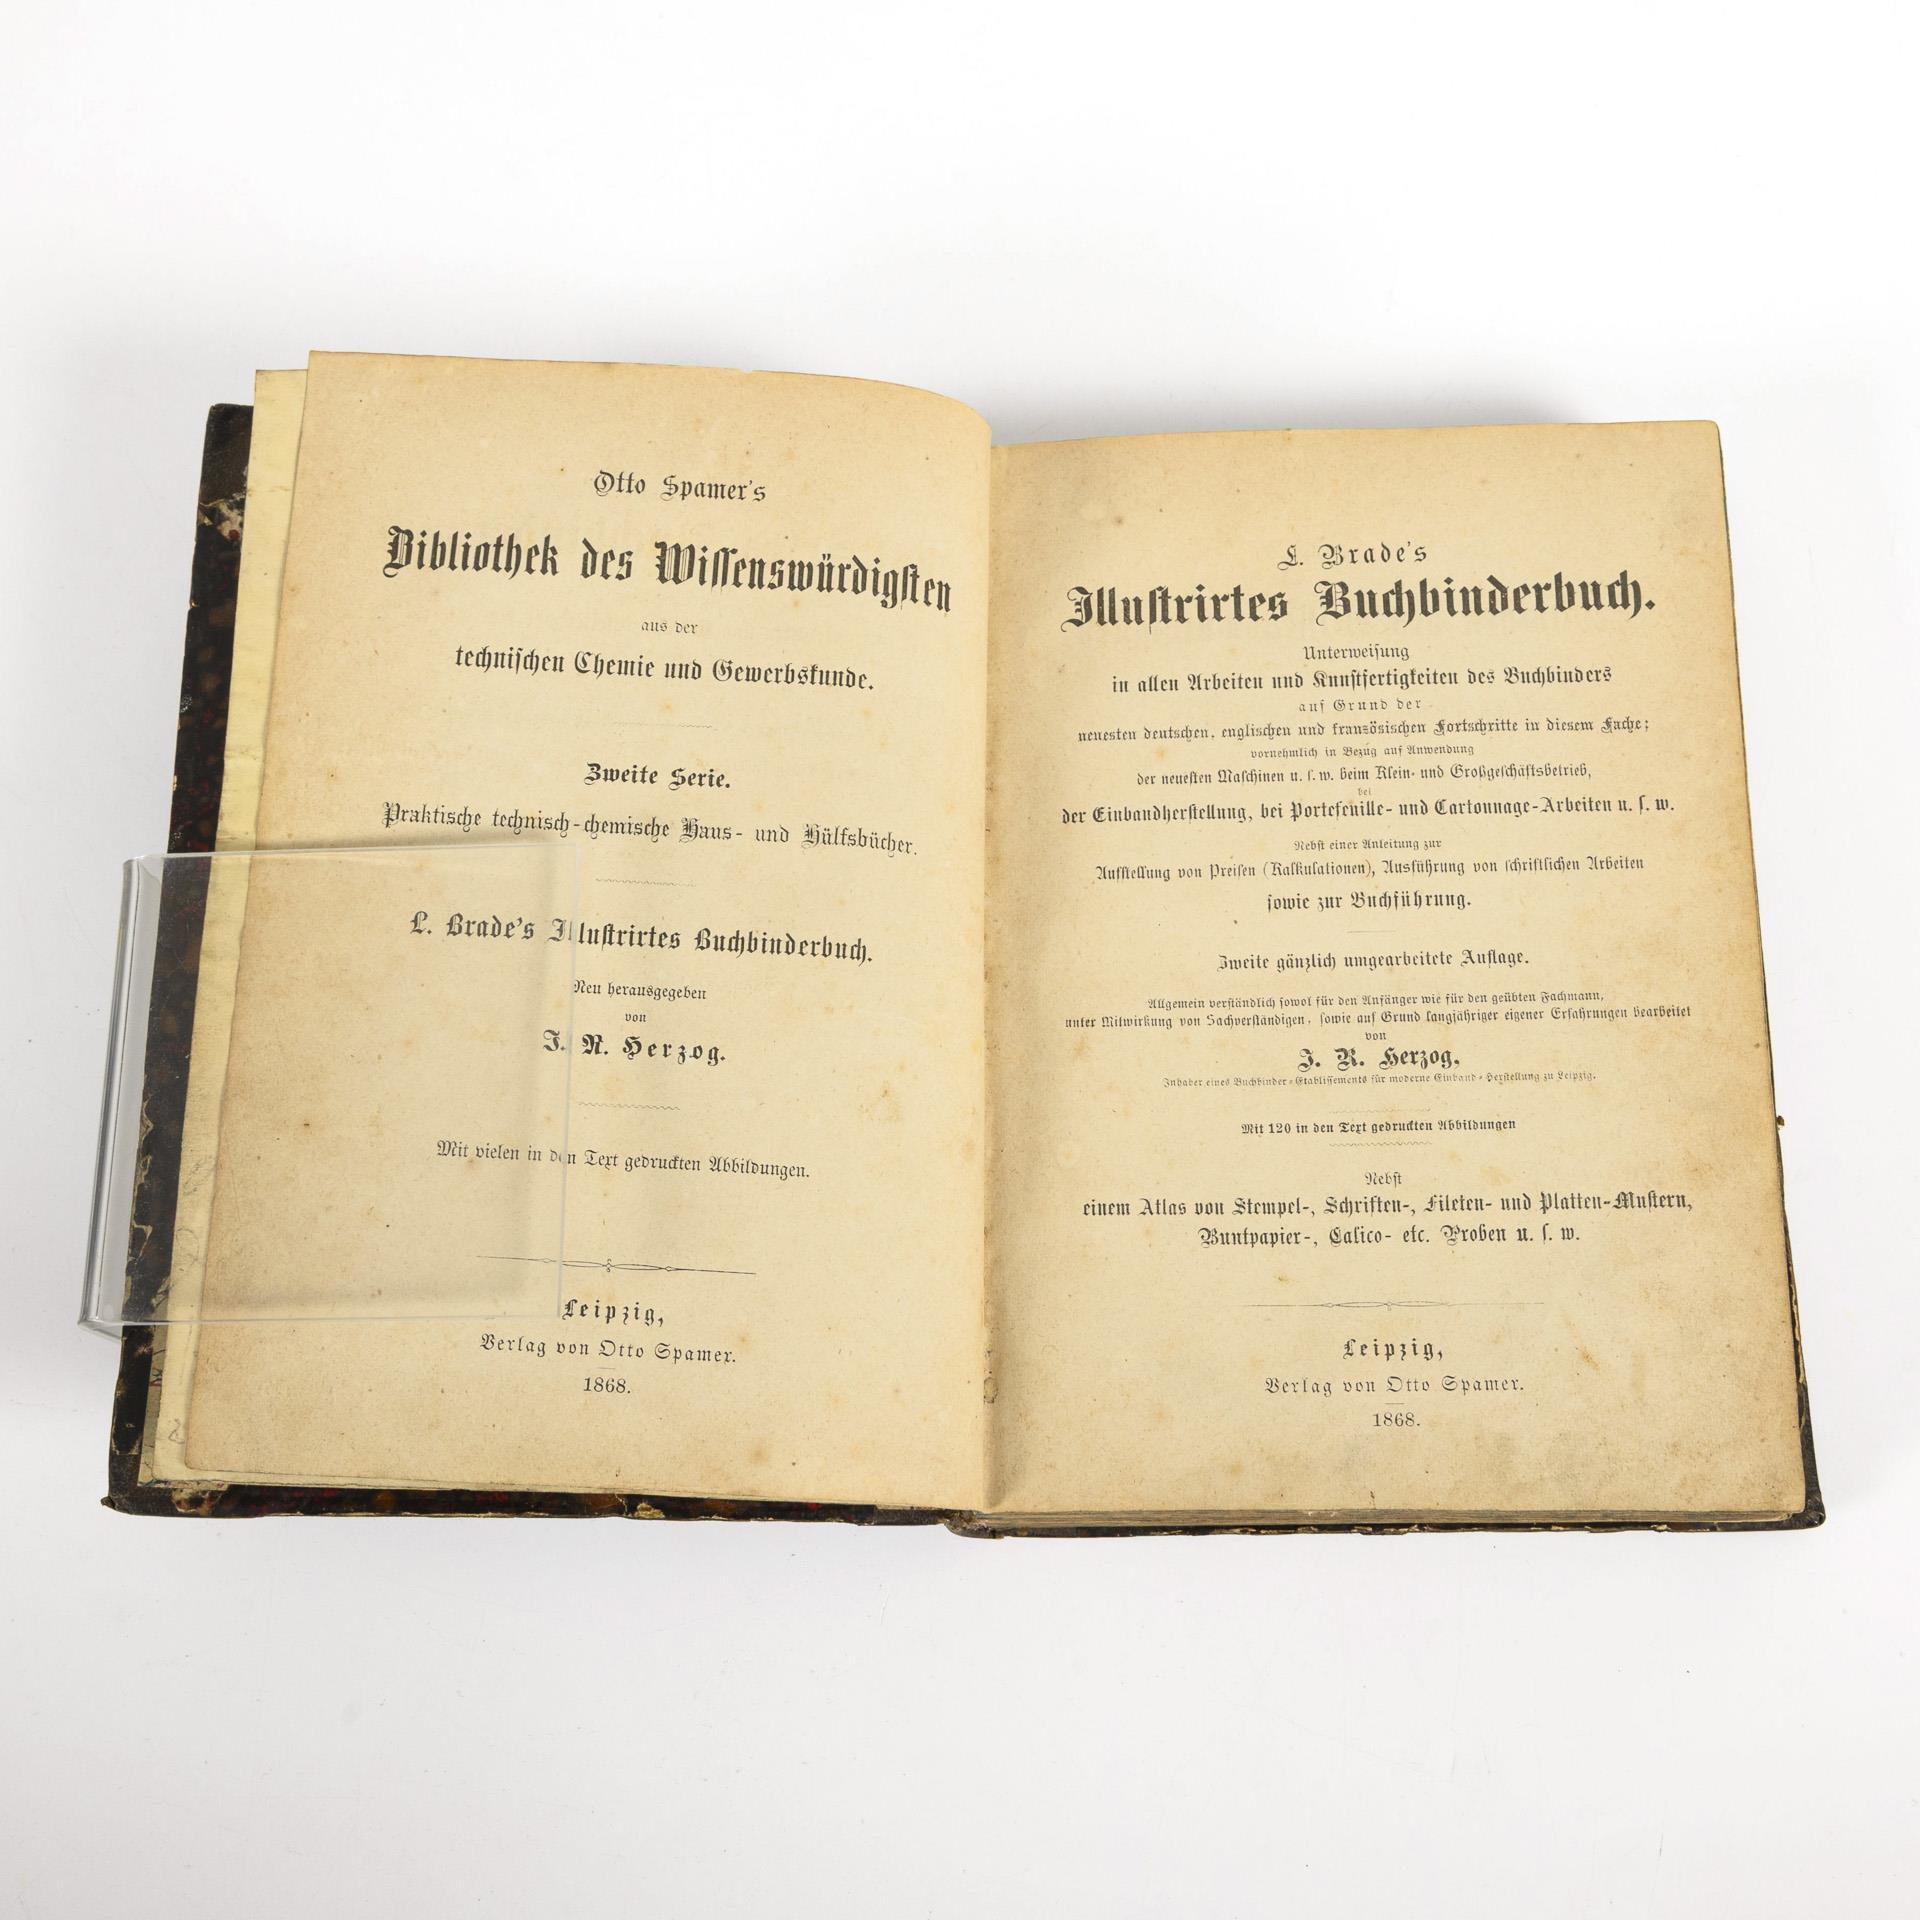 Otto Spamer's
Bibliothek des Wissenswürdigsten
aus der
technischen Chemie und Gewerbskunde.
Zweite Serie.
Praktische technisch-chemische Haus- und Hülfsbücher.
L. Brade's Illustrirtes Buchbinderbuch.
Neu herausgegeben
von
J. R. Herzog.
Mit vielen in den Text gedruckten Abbildungen.
Leipzig,
Verlag von Otto Spamer.
1868.
L. Brade's
Illustrirtes Buchbinderbuch.
Unterweisung
in allen Arbeiten und Kunstfertigkeiten des Buchbinders
auf Grund der
neuesten deutschen, englischen und französischen Fortschritte in diesem Fache;
vornehmlich in Bezug auf Anwendung
der neuesten Maschinen u. s. w. beim Klein- und Großgeschäftsbetrieb,
bei
der Einbandherstellung, bei Portefeuille- und Cartonnage-Arbeiten u. s. w.
Nebst einer Anleitung zur
Aufstellung von Preisen (Kalkulationen), Ausführung von schriftlichen Arbeiten
sowie zur Buchführung.
Zweite gänzlich umgearbeitete Auflage.
Allgemein verständlich sowol für den Anfänger wie für den geübten Fachmann,
unter Mitwirkung von Sachverständigen, sowie auf Grund langjähriger eigener Erfahrungen bearbeitet
von
J. R. Herzog,
Inhaber eines Buchbinder-Etablissements für moderne Einband-Herstellung zu Leipzig.
Mit 120 in den Text gedruckten Abbildungen
Nebst
einem Atlas von Stempel-, Schriften-, Fileten- und Platten-Mustern,
Buntpapier-, Calico- etc. Proben u. s. w.
Leipzig,
Verlag von Otto Spamer.
1868.